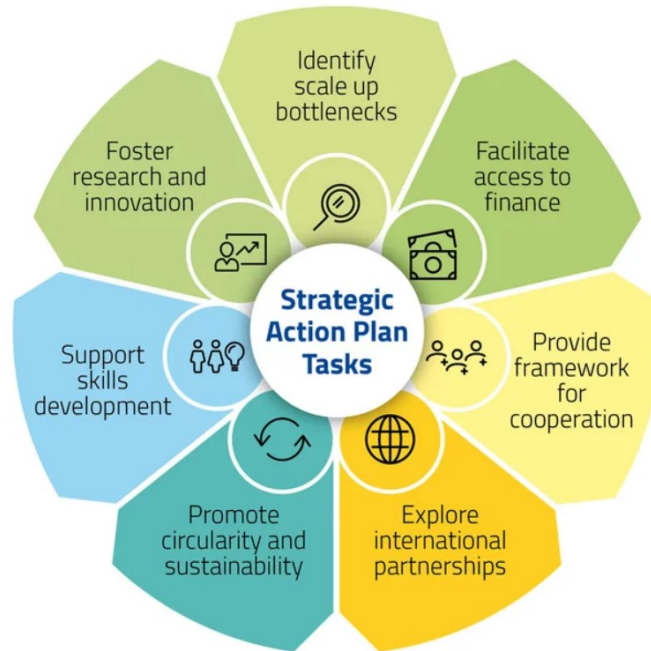 Identify
scale up
bottlenecks
Facilitate
access to
finance
Provide
framework
for
cooperation
Explore
international
partnerships
Promote
circularity and
sustainability
Support
skills
development
Foster
research and
innovation
Strategic
Action Plan
Tasks